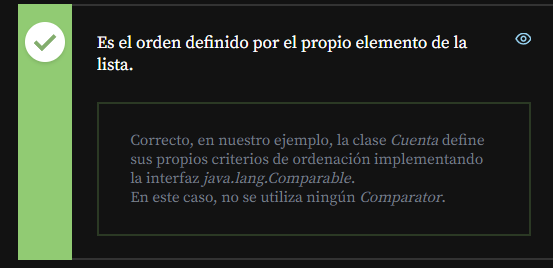 Es el orden definido por el propio elemento de la
lista.
Correcto, en nuestro ejemplo, la clase Cuenta define
sus propios criterios de ordenación implementando
la interfaz java.lang.Comparable.
En este caso, no se utiliza ningún Comparator.